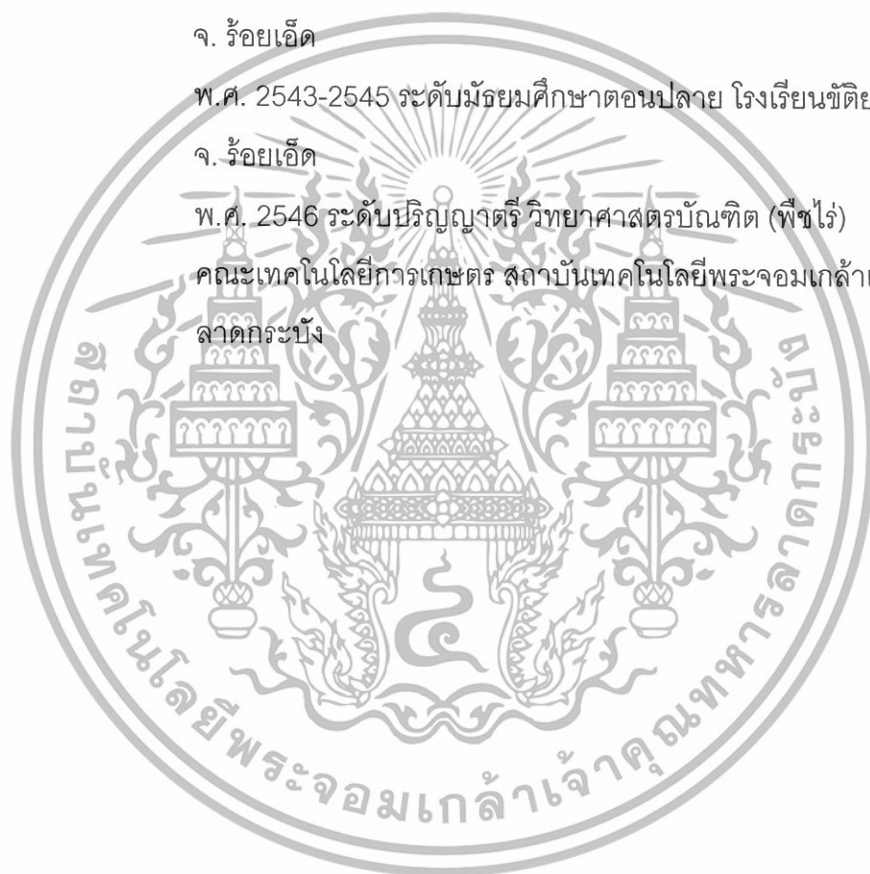 จ. ร้อยเอ็ด
พ.ศ. 2543-2545 ระดับมัธยมศึกษาตอนปลาย โรงเรียนขัติย
จ. ร้อยเอ็ด
พ.ศ. 2546 ระดับปริญญาตรี วิทยาศาสตรบัณฑิต (พืชไร่)
คณะเทคโนโลยีการเกษตร สถาบันเทคโนโลยีพระจอมเกล้าเ
ลาดกระบัง
สถาบันเทคโนโลยีพระจอมเกล้าเจ้าคุณทหารลาดกระบัง
๔